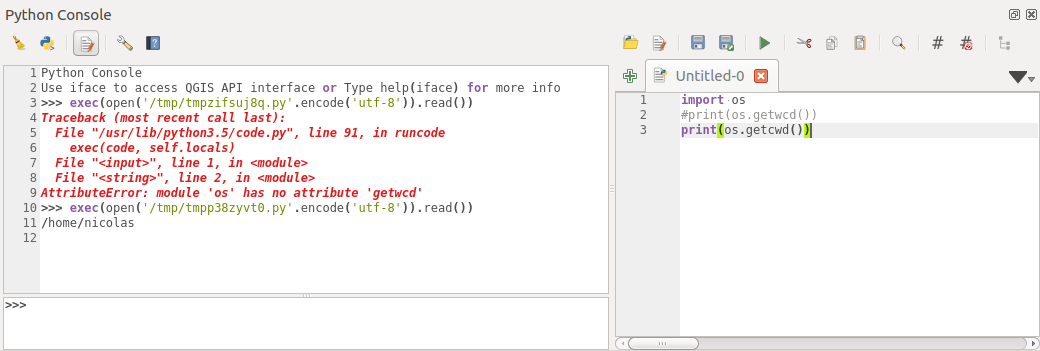 Python Console
1 Python Console
2 Use iface to access QGIS API interface or Type help(iface) for more info
3 >>> exec(open('/tmp/tmpzifsuj8q.py'.encode('utf-8')).read())
4 Traceback (most recent call last):
5   File "/usr/lib/python3.5/code.py", line 91, in runcode
6     exec(code, self.locals)
7   File "<input>", line 1, in <module>
8   File "<string>", line 2, in <module>
9 AttributeError: module 'os' has no attribute 'getwcd'
10 >>> exec(open('/tmp/tmpp38zyvt0.py'.encode('utf-8')).read())
11 /home/nicolas
12
>>>
Untitled-0
1 import os
2 #print(os.getwcd())
3 print(os.getcwd())